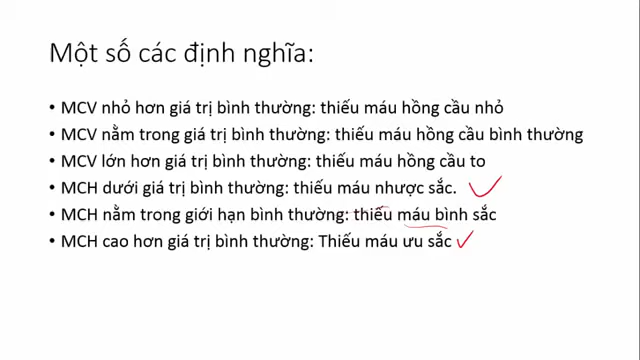 Một số các định nghĩa:
• MCV nhỏ hơn giá trị bình thường: thiếu máu hồng cầu nhỏ
• MCV nằm trong giá trị bình thường: thiếu máu hồng cầu bình thường
• MCV lớn hơn giá trị bình thường: thiếu máu hồng cầu to
• MCH dưới giá trị bình thường: thiếu máu nhược sắc.
• MCH nằm trong giới hạn bình thường: thiếu máu bình sắc
• MCH cao hơn giá trị bình thường: Thiếu máu ưu sắc